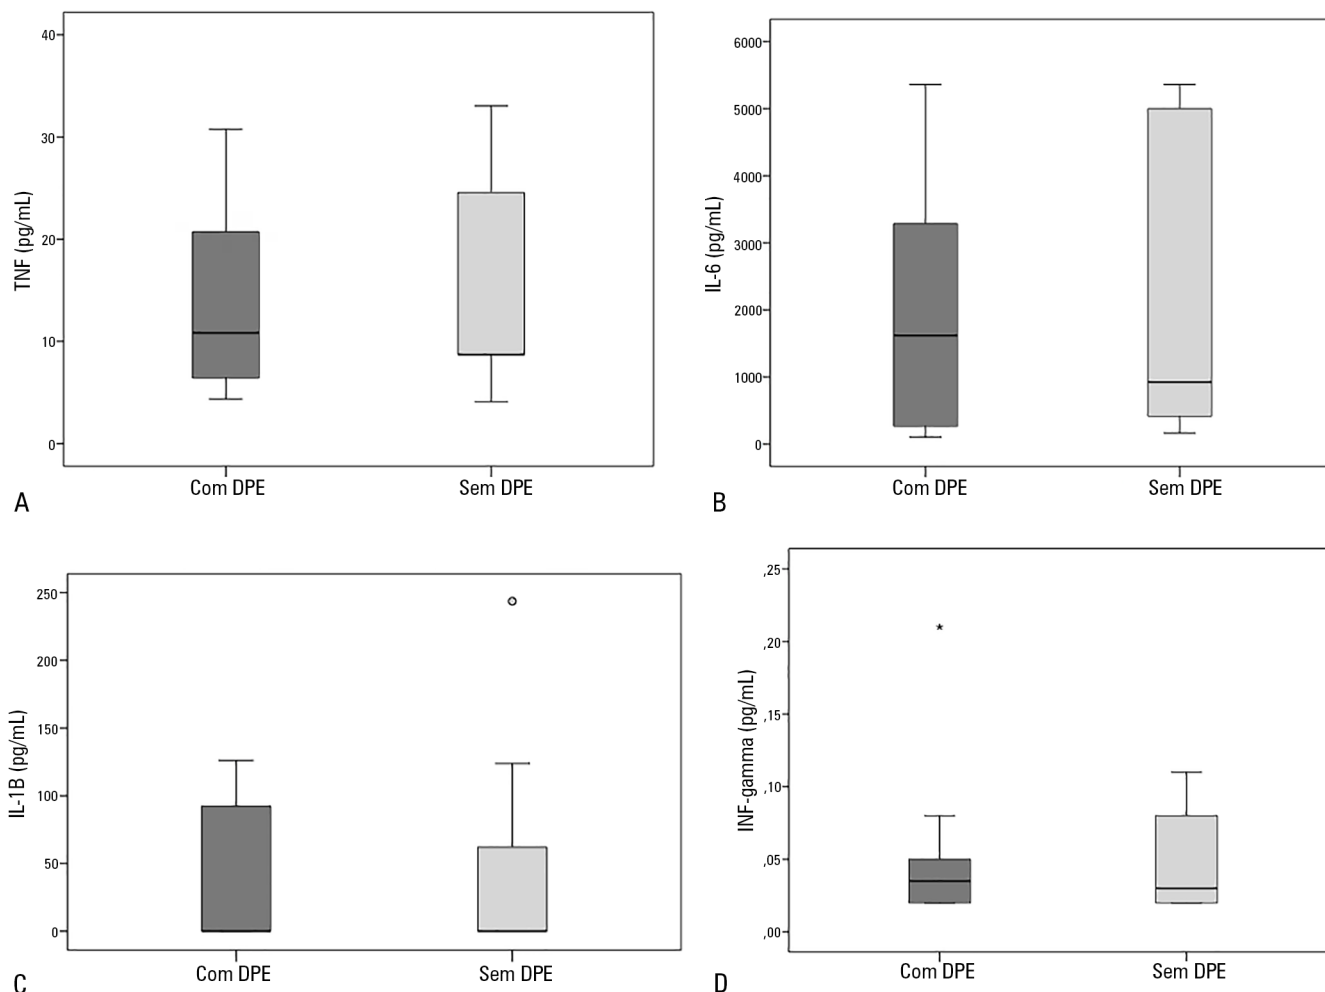 40
30
20
10
0
TNF (pg/mL)
Com DPE
Sem DPE
A
6000
5000
4000
3000
2000
1000
0
IL-6 (pg/mL)
Com DPE
Sem DPE
B
250
200
150
100
50
0
IL-1B (pg/mL)
Com DPE
Sem DPE
C
,25
,20
,15
,10
,05
,00
INF-gamma (pg/mL)
Com DPE
Sem DPE
D